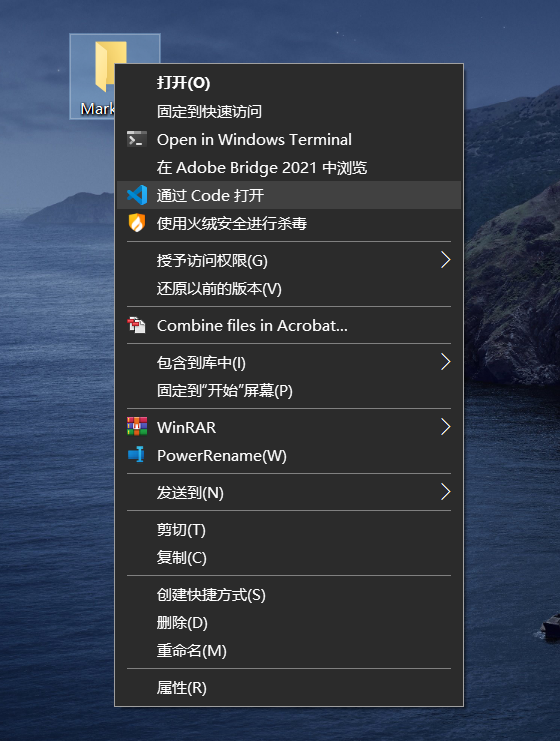 Mark
打开(O)
固定到快速访问
Open in Windows Terminal
在 Adobe Bridge 2021 中浏览
通过 Code 打开
使用火绒安全进行杀毒
授予访问权限(G)
还原以前的版本(V)
Combine files in Acrobat...
包含到库中(I)
固定到“开始”屏幕(P)
WinRAR
PowerRename(W)
发送到(N)
剪切(T)
复制(C)
创建快捷方式(S)
删除(D)
重命名(M)
属性(R)